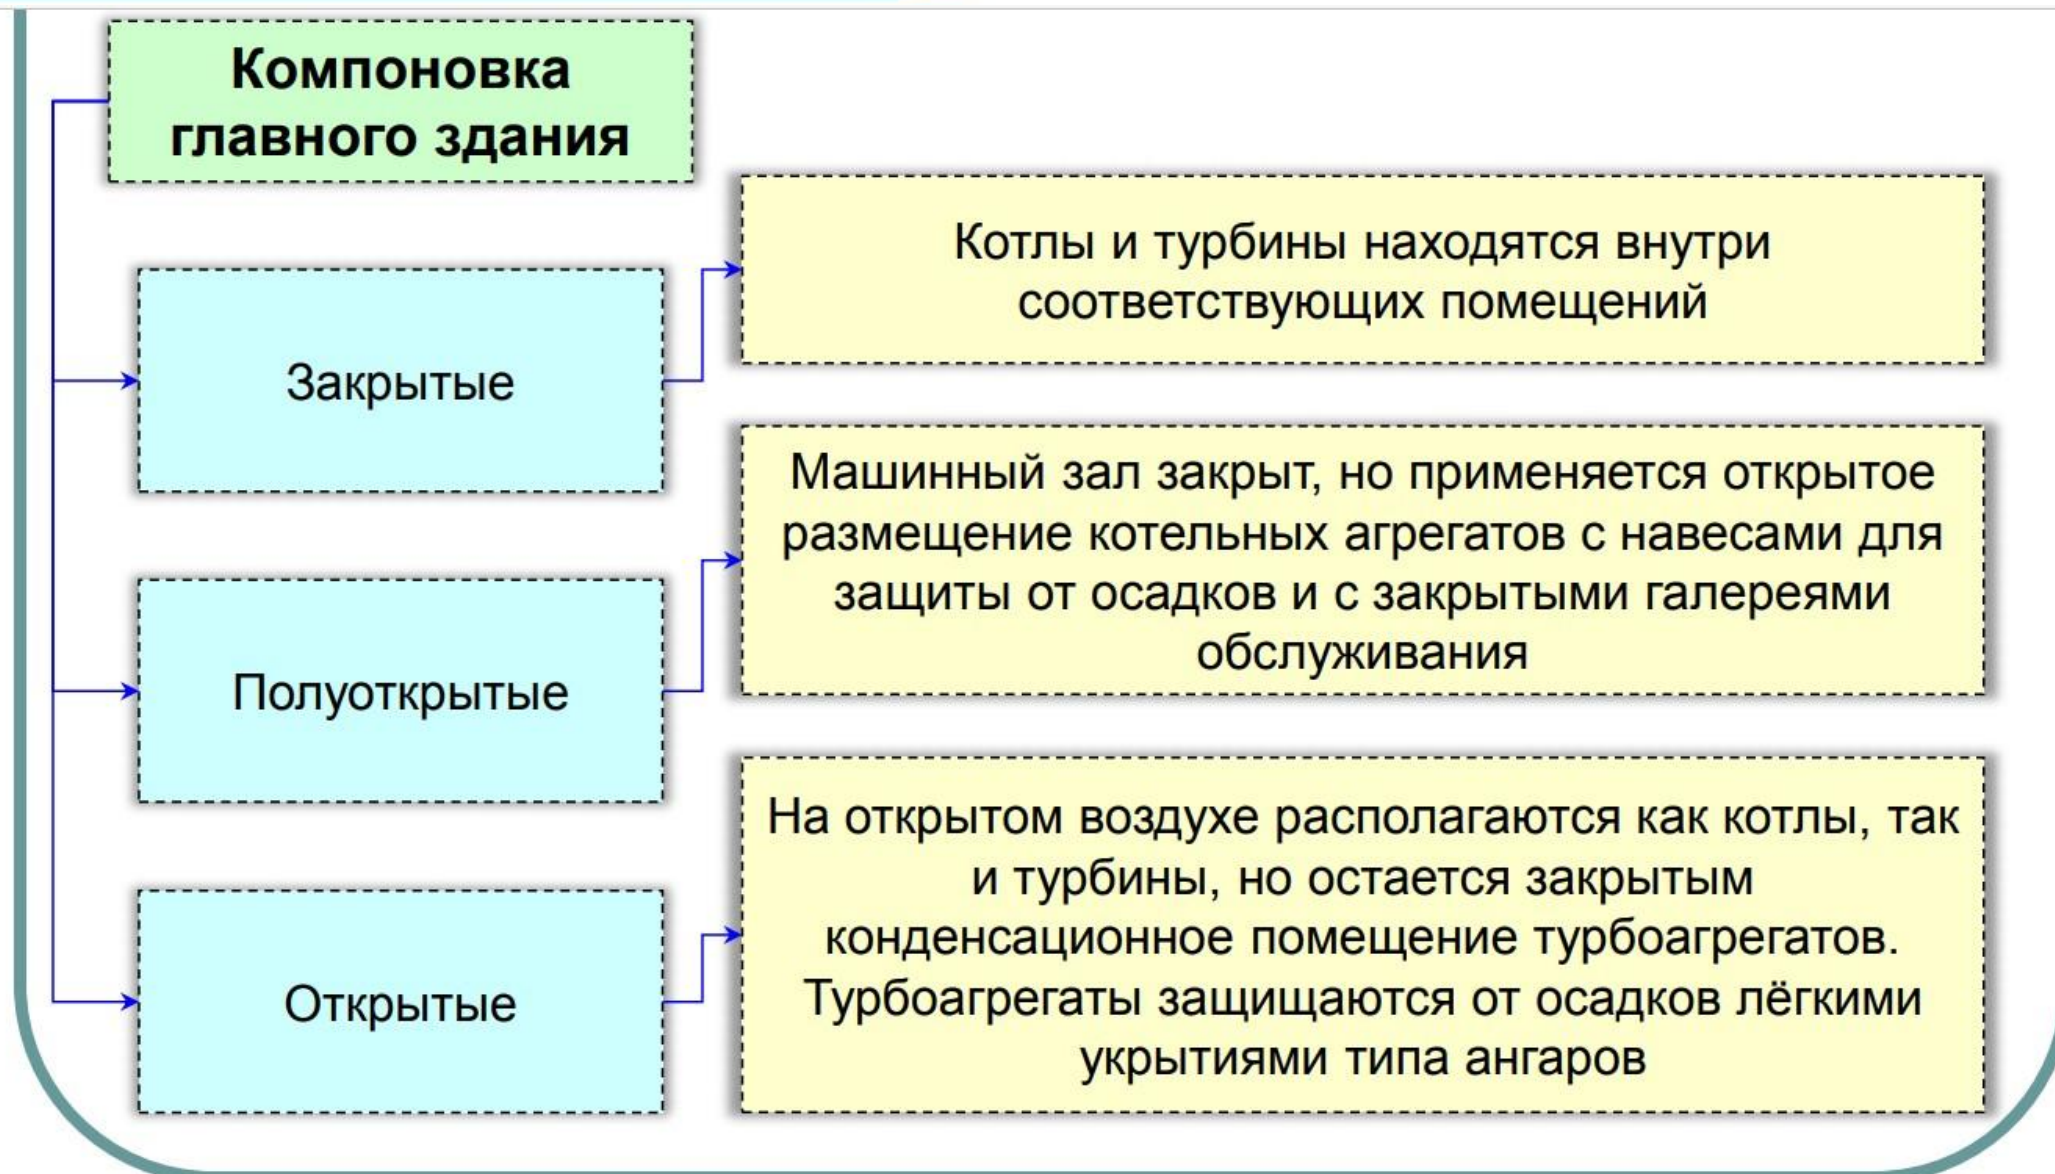 Компоновка
главного здания
Закрытые
Котлы и турбины находятся внутри
соответствующих помещений
Полуоткрытые
Машинный зал закрыт, но применяется открытое
размещение котельных агрегатов с навесами для
защиты от осадков и с закрытыми галереями
обслуживания
Открытые
На открытом воздухе располагаются как котлы, так
и турбины, но остается закрытым
конденсационное помещение турбоагрегатов.
Турбоагрегаты защищаются от осадков лёгкими
укрытиями типа ангаров